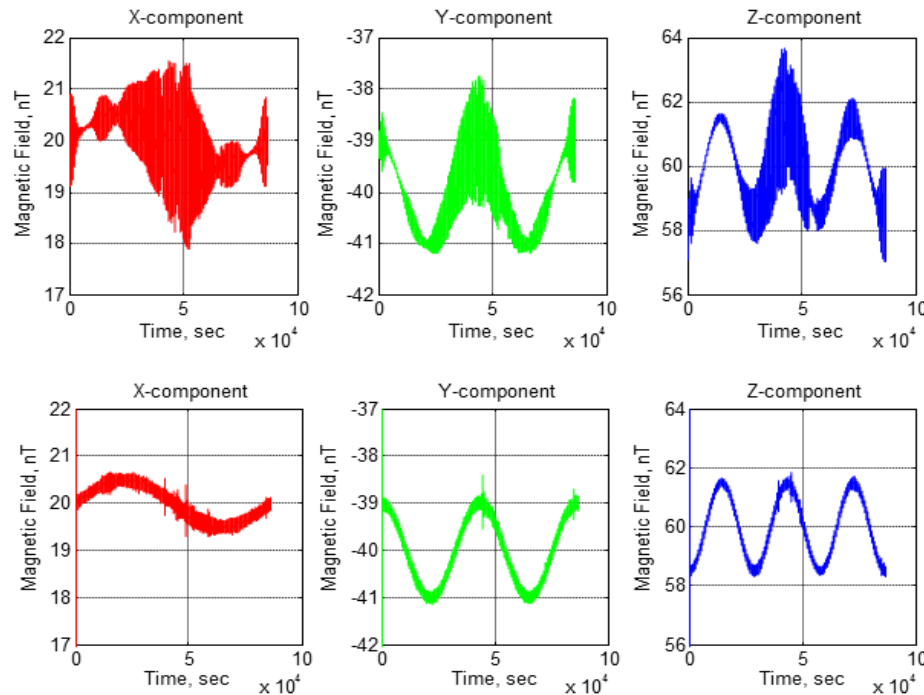 X-component
Y-component
Z-component
Magnetic Field, nT
22
21
20
19
18
17
0
5
10
Time, sec
x 10^4
Magnetic Field, nT
-37
-38
-39
-40
-41
-42
0
5
10
Time, sec
x 10^4
Magnetic Field, nT
64
62
60
58
56
0
5
10
Time, sec
x 10^4
X-component
Y-component
Z-component
Magnetic Field, nT
22
21
20
19
18
17
0
5
10
Time, sec
x 10^4
Magnetic Field, nT
-37
-38
-39
-40
-41
-42
0
5
10
Time, sec
x 10^4
Magnetic Field, nT
64
62
60
58
56
0
5
10
Time, sec
x 10^4